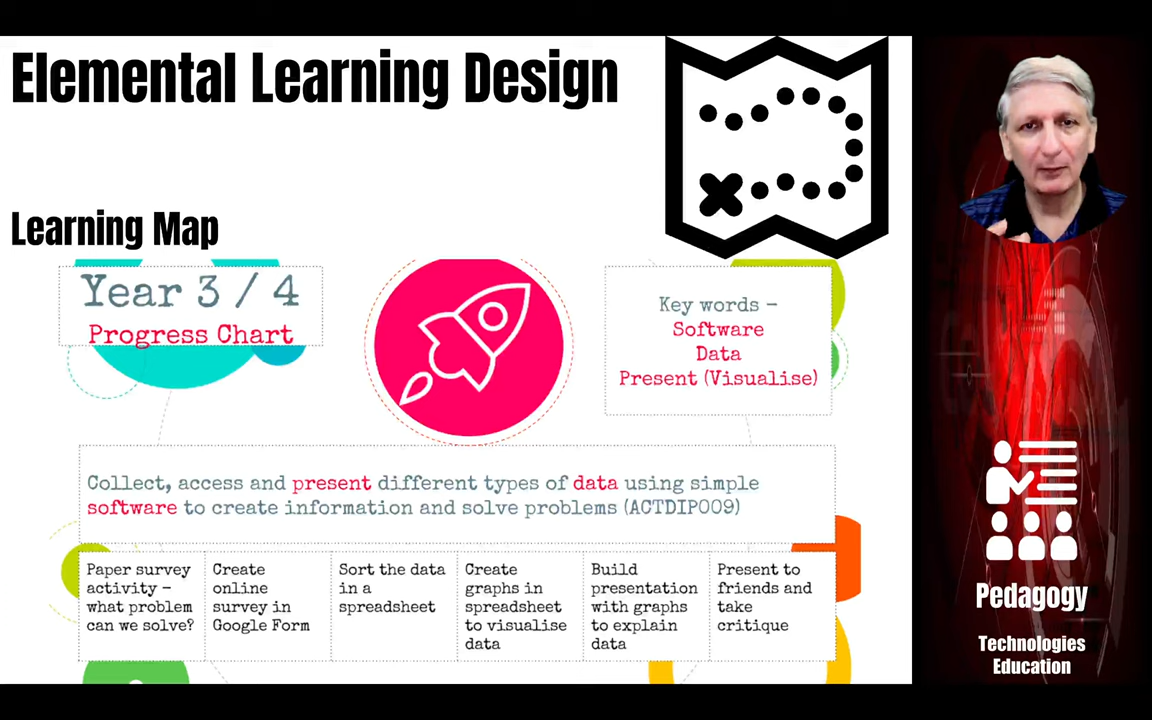 Elemental Learning Design
Learning Map
Year 3 / 4
Progress Chart
Key words –
Software
Data
Present (Visualise)
Collect, access and present different types of data using simple
software to create information and solve problems (ACTDIP009)
Paper survey
activity –
what problem
can we solve?
Create
online
survey in
Google Form
Sort the data
in a
spreadsheet
Create
graphs in
spreadsheet
to visualise
data
Build
presentation
with graphs
to explain
data
Present to
friends and
take
critique
Pedagogy
Technologies
Education